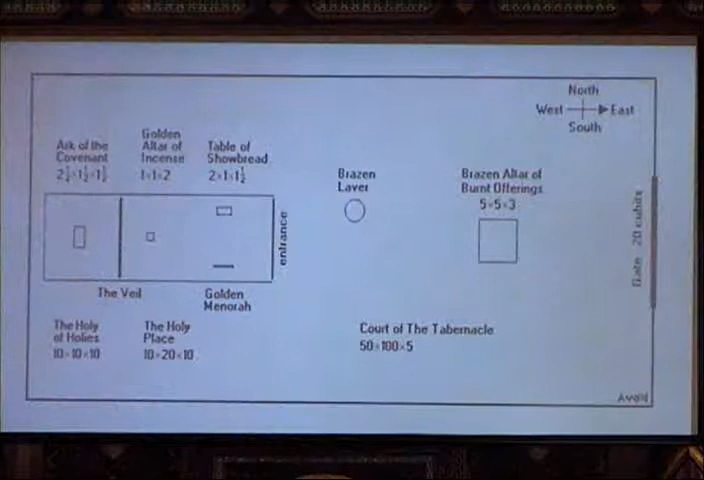 North
West East
South
Ark of the
Covenant
2½×1½×1½
Golden
Altar of
Incense
1×1×2
Table of
Showbread
2×1×1½
Brazen
Laver
Brazen Altar of
Burnt Offerings
5×5×3
entrance
Gate 20 cubits
The Veil
Golden
Menorah
The Holy
of Holies
10×10×10
The Holy
Place
10×20×10
Court of The Tabernacle
50×100×5